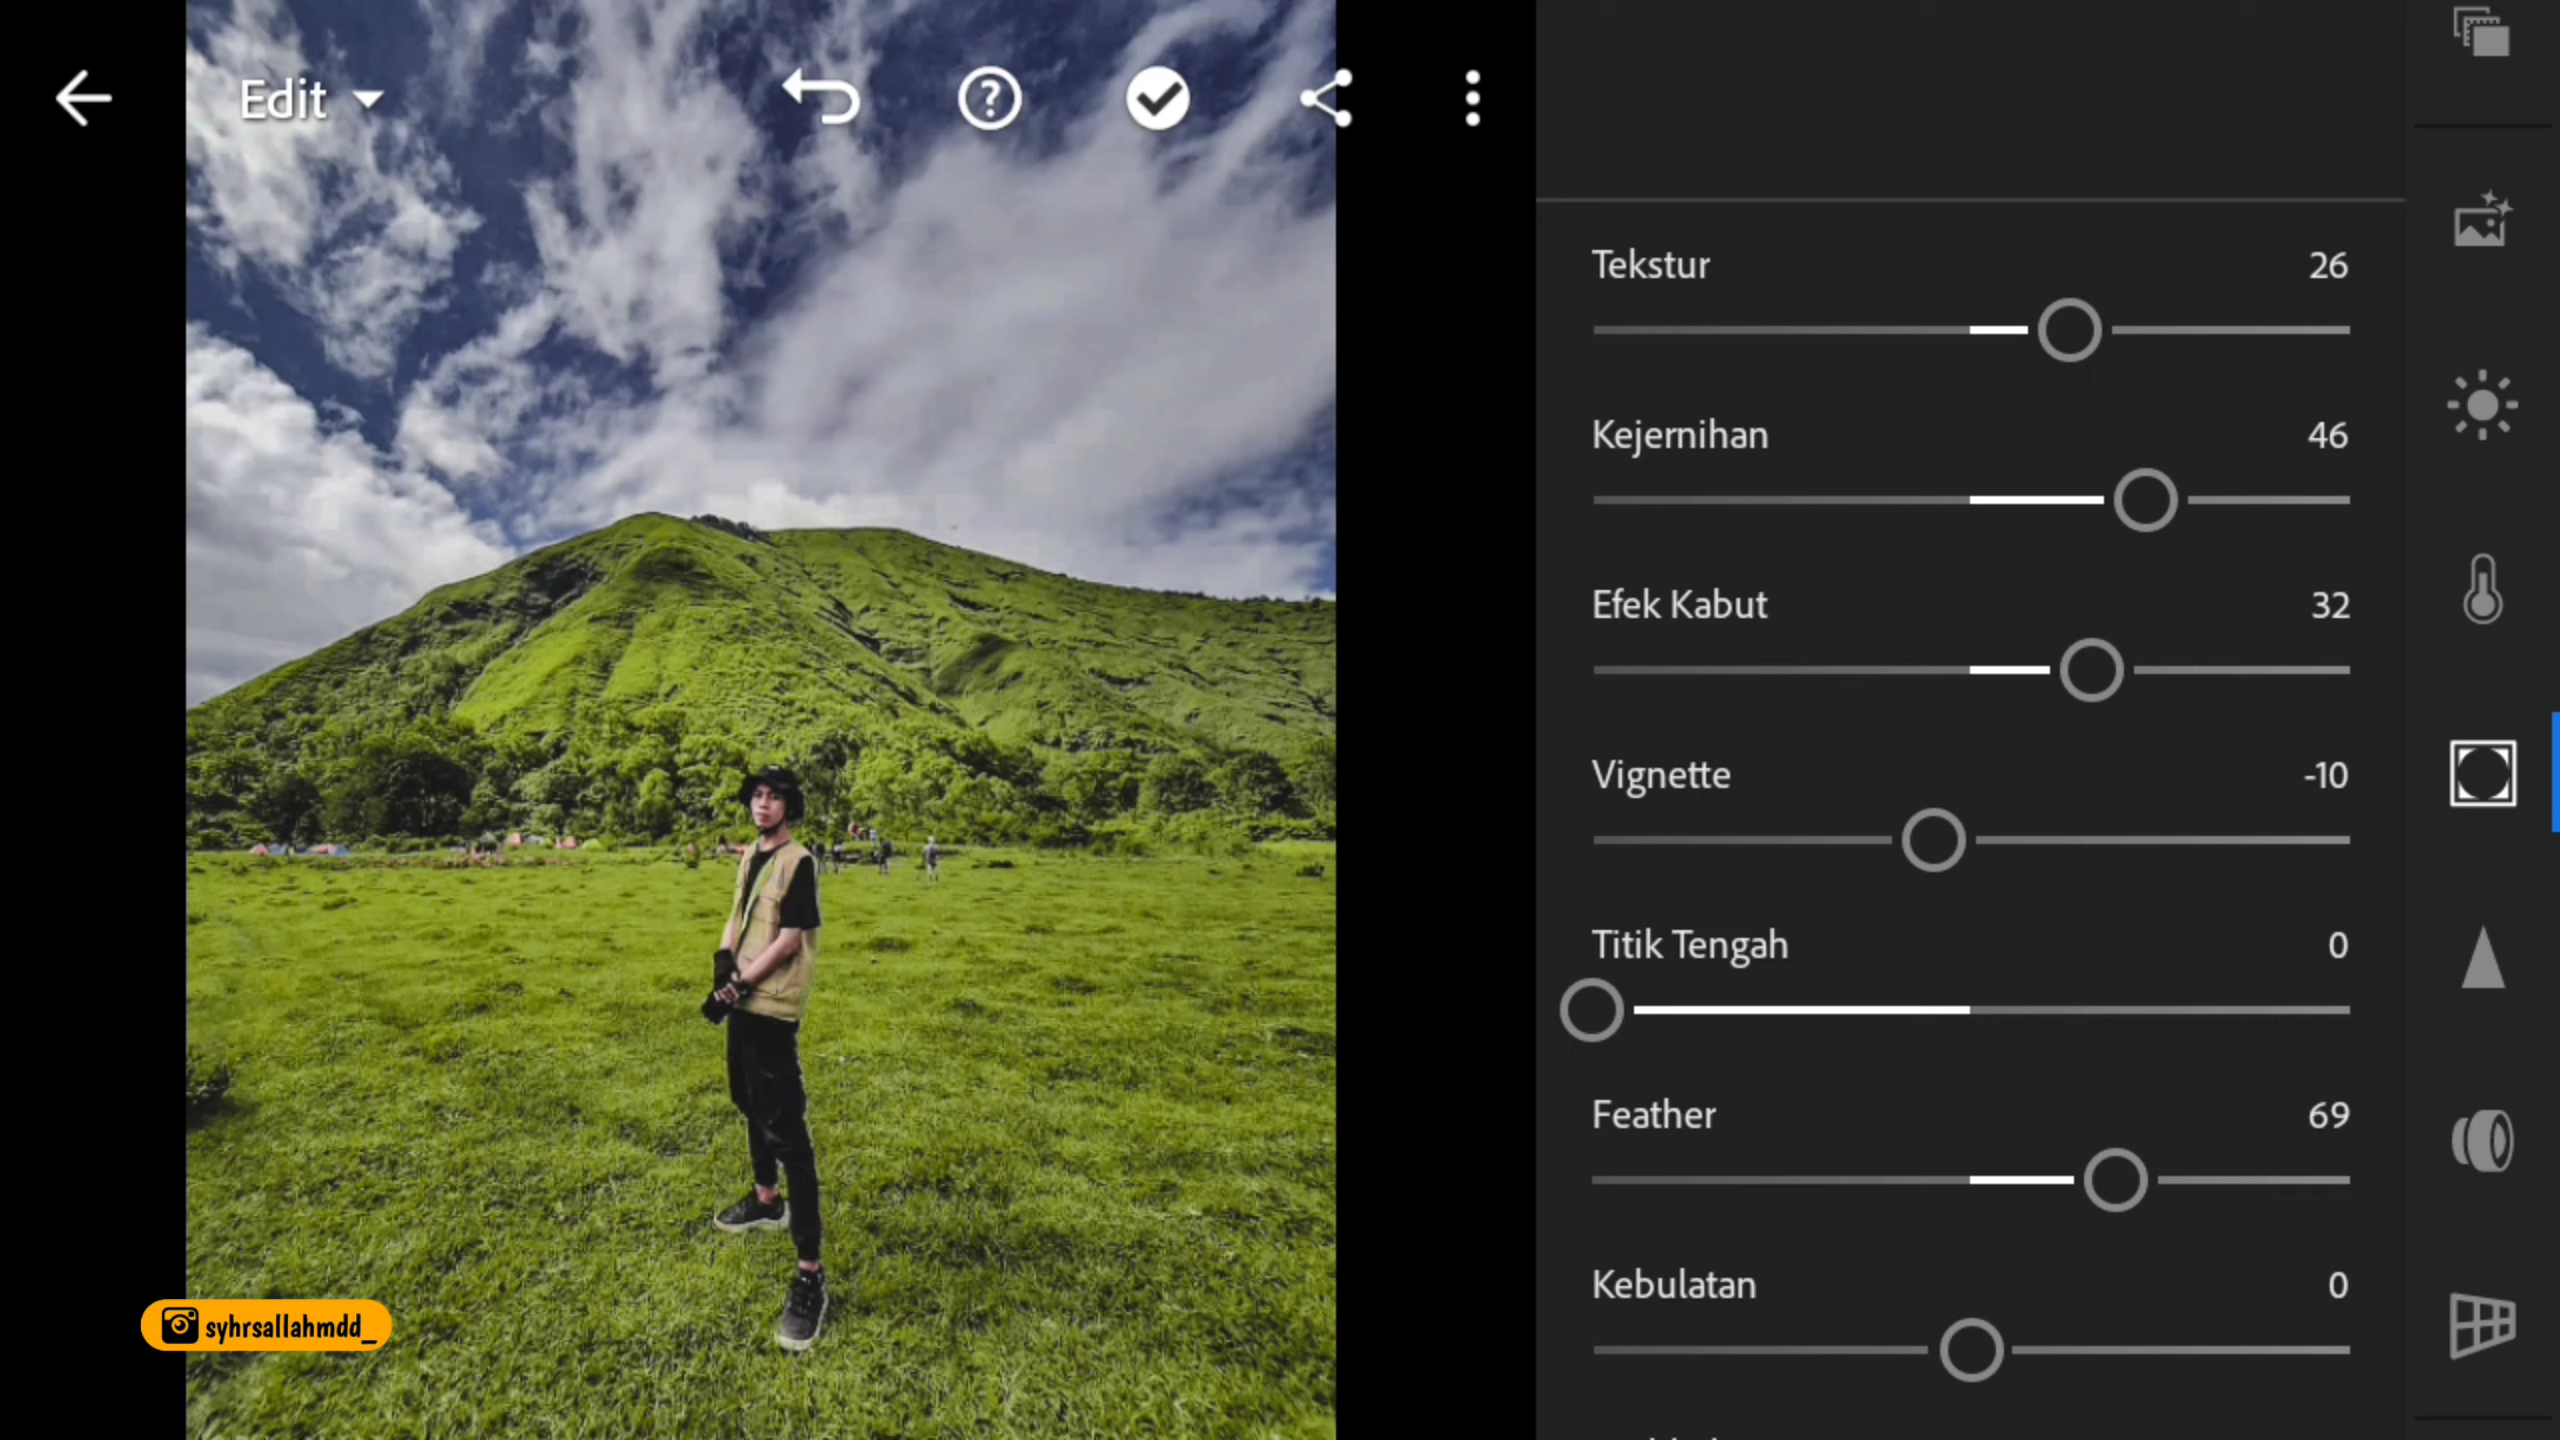 Edit
Tekstur 26
Kejernihan 46
Efek Kabut 32
Vignette -10
Titik Tengah 0
Feather 69
Kebulatan 0
syhrsallahmdd_